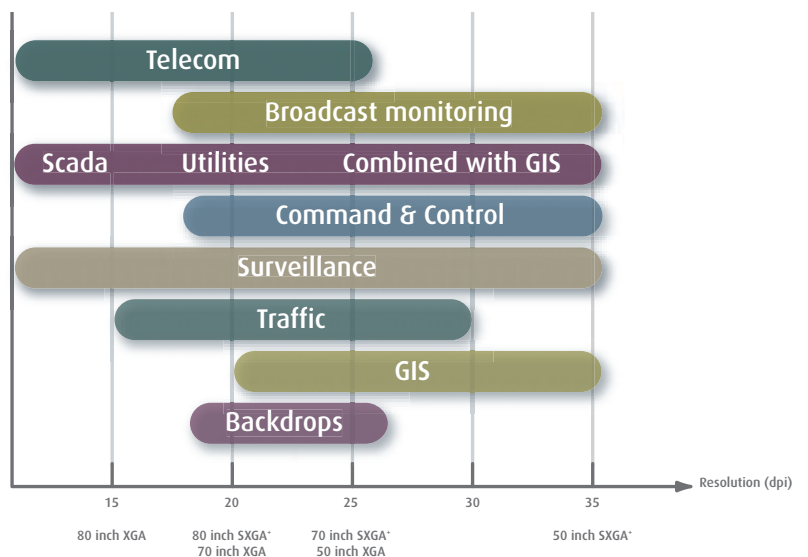 Telecom
Broadcast monitoring
Scada Utilities Combined with GIS
Command & Control
Surveillance
Traffic
GIS
Backdrops
Resolution (dpi)
15 20 25 30 35
80 inch XGA 80 inch SXGA⁺ 70 inch SXGA⁺ 50 inch SXGA⁺
70 inch XGA 50 inch XGA